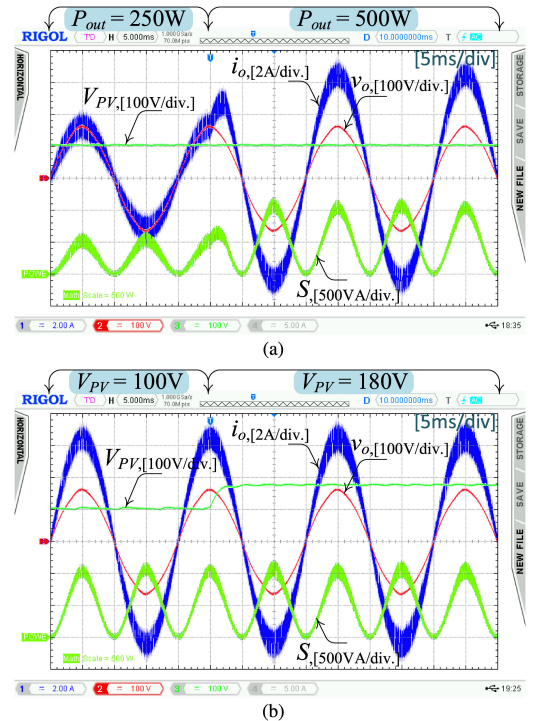 P_out = 250W P_out = 500W
RIGOL T'D H 5.000ms 1.000GSa/s 70.0M pts D 10.0000000ms T AC
[5ms/div]
HORIZONTAL
STORAGE
SAVE
NEW FILE
V_PV,[100V/div.]
i_o,[2A/div.]
v_o,[100V/div.]
POWE
S,[500VA/div.]
Math Scale = 500 W
1 = 2.00 A 2 = 100 V 3 = 100 V 4 = 5.00 A 18:35
(a)
V_PV = 100V V_PV = 180V
RIGOL T'D H 5.000ms 1.000GSa/s 70.0M pts D 10.0000000ms T AC
[5ms/div]
HORIZONTAL
STORAGE
SAVE
NEW FILE
i_o,[2A/div.]
v_o,[100V/div.]
V_PV,[100V/div.]
POWE
S,[500VA/div.]
Math Scale = 500 W
1 = 2.00 A 2 = 100 V 3 = 100 V 4 = 5.00 A 19:25
(b)